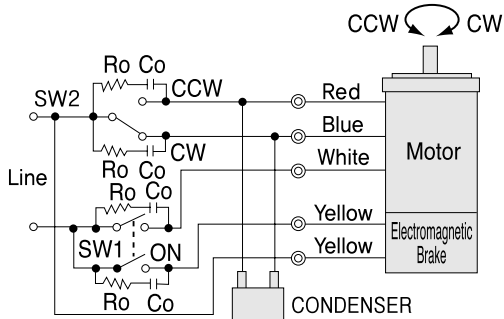 CCW CW
Ro Co
CCW
SW2
Red
Blue
Ro Co CW
White
Motor
Line
Ro Co
Yellow
SW1 ON
Electromagnetic
Brake
Yellow
Ro Co
CONDENSER